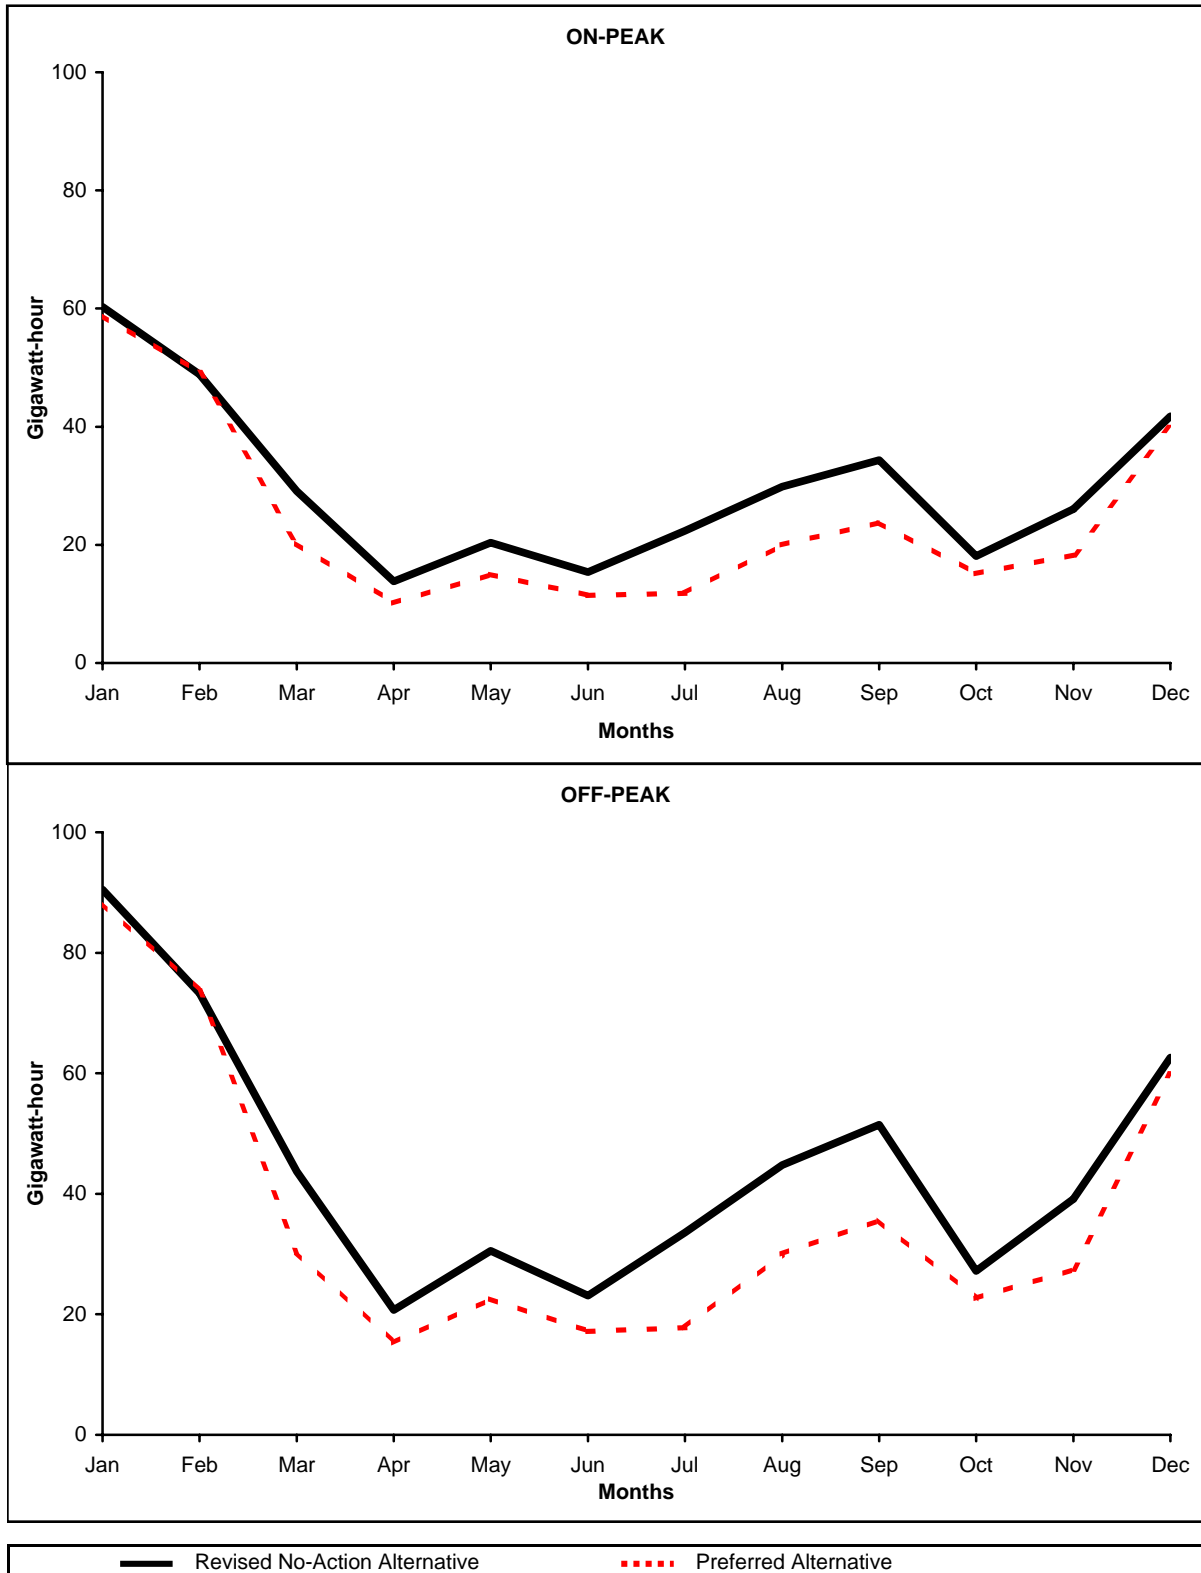 ON-PEAK
100
80
60
40
20
0
Gigawatt-hour
Jan Feb Mar Apr May Jun Jul Aug Sep Oct Nov Dec
Months
OFF-PEAK
100
80
60
40
20
0
Gigawatt-hour
Jan Feb Mar Apr May Jun Jul Aug Sep Oct Nov Dec
Months
Revised No-Action Alternative Preferred Alternative